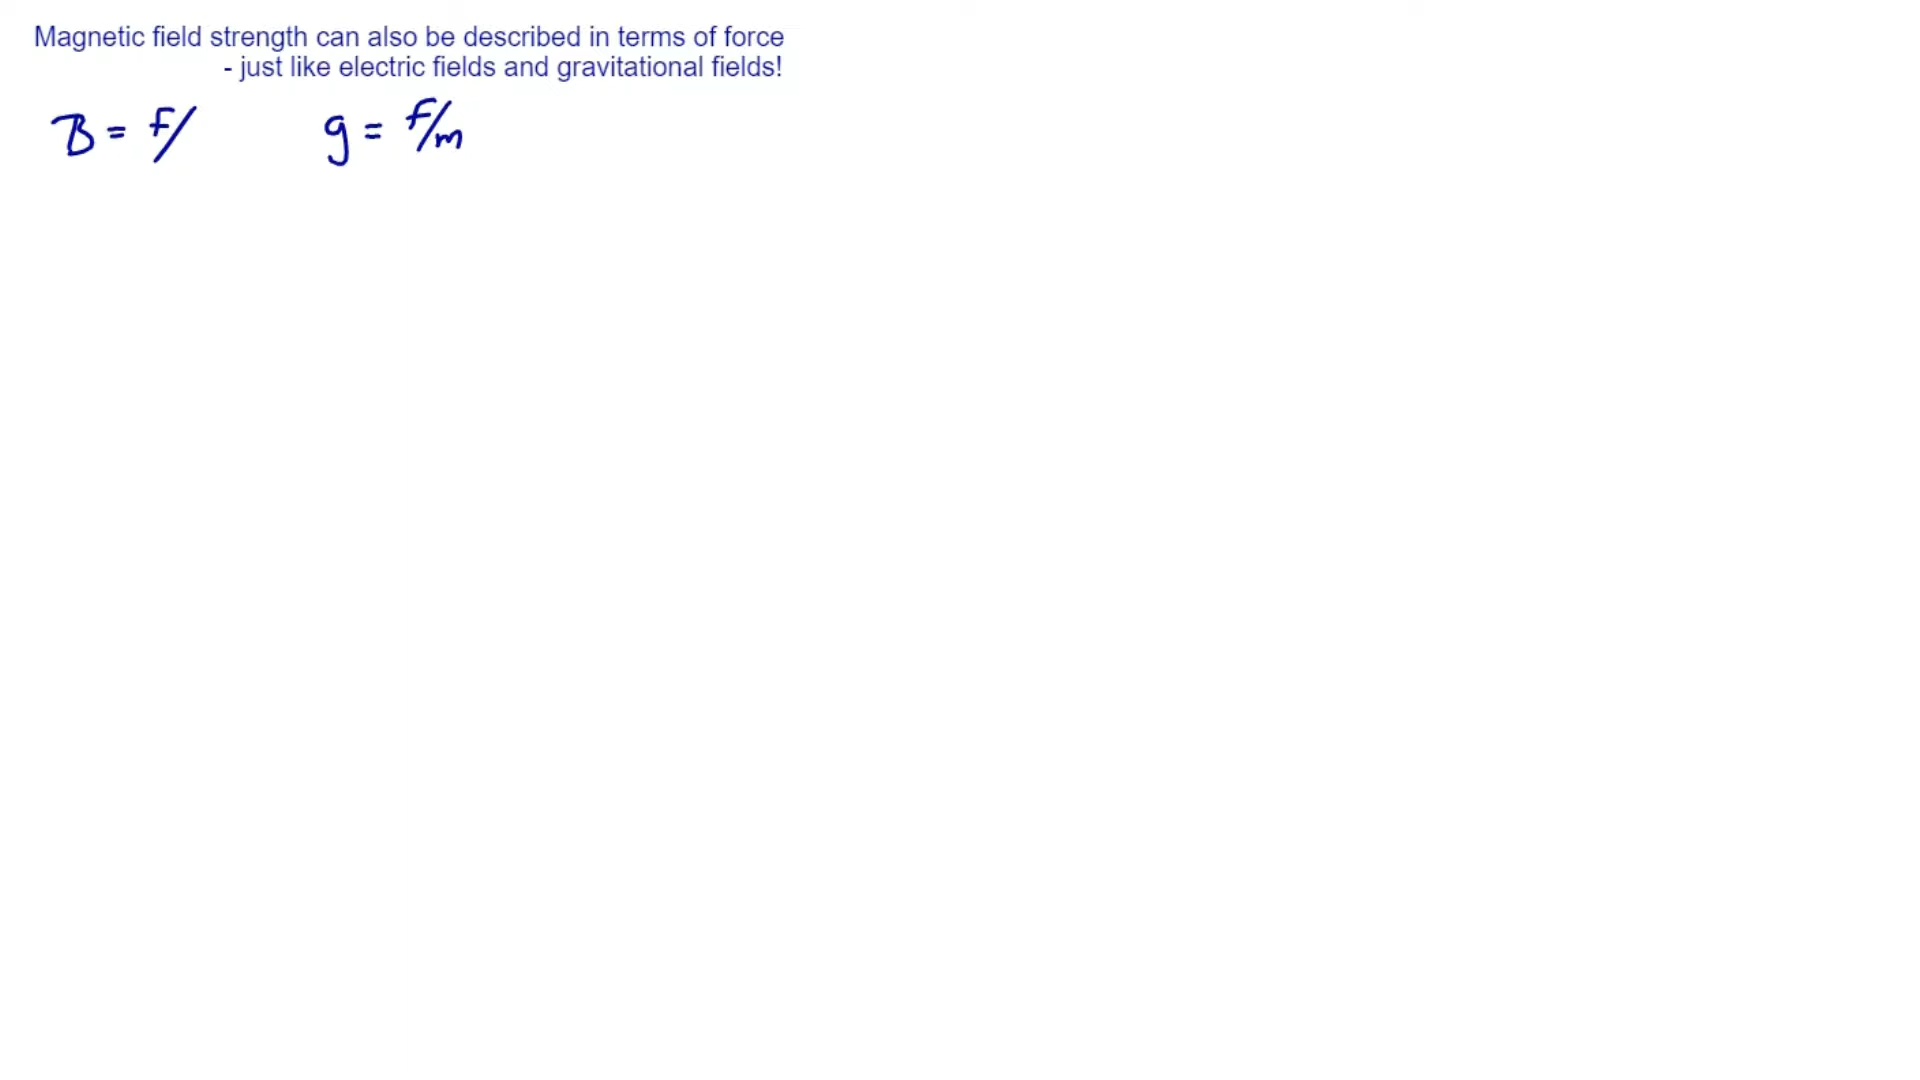 Magnetic field strength can also be described in terms of force
- just like electric fields and gravitational fields!
B = F/ g = F/m